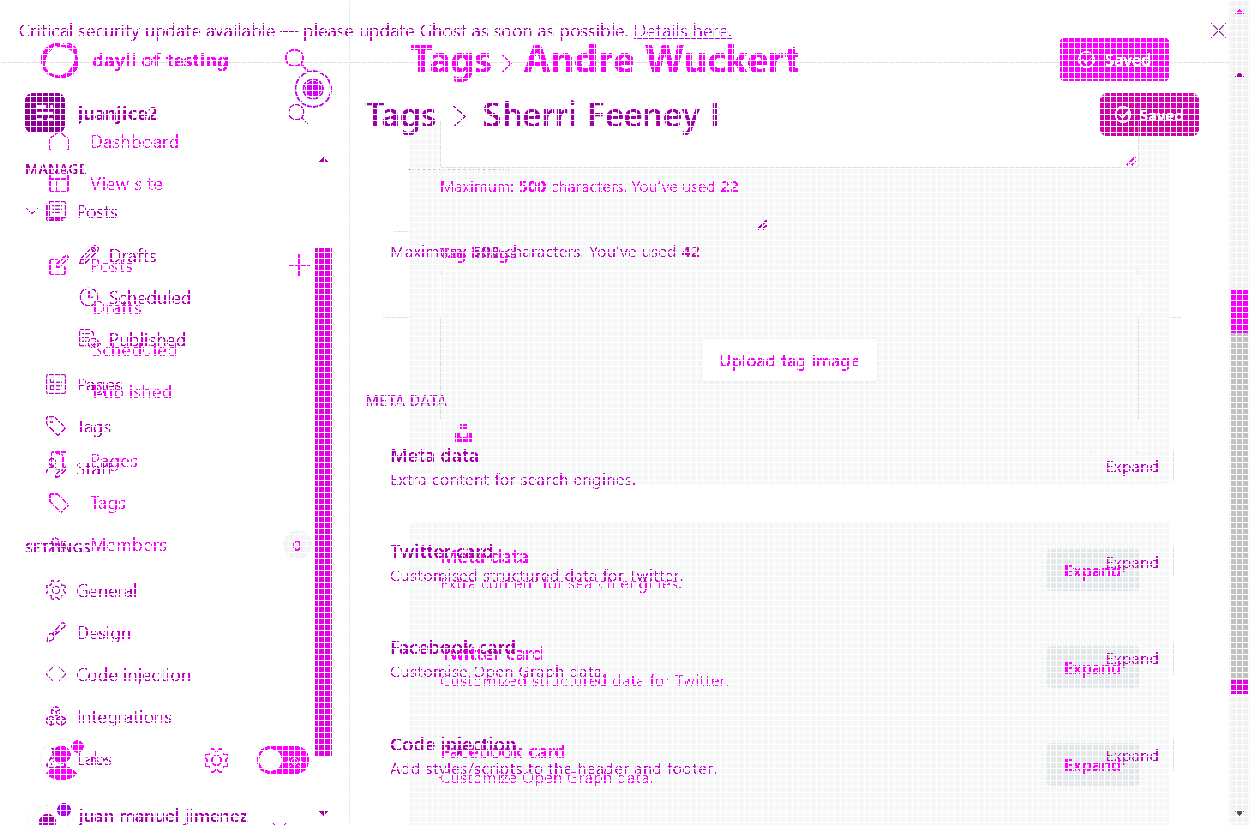 Critical security update available — please update Ghost as soon as possible. Details here.
dayli of testing
Tags > Andre Wuckert
Saved
juanjice2
Tags > Sherri Feeney I
Saved
Dashboard
MANAGE
View site
Maximum: 500 characters. You've used 22
Posts
Drafts
Maximum: 500 characters. You've used 42
Posts
Scheduled
Drafts
Published
Scheduled
Upload tag image
Pages
Published
META DATA
Tags
Meta data
Expand
Pages
Staff
Extra content for search engines.
Tags
SETTINGS
Members
0
Twitter card
Meta data
Expand
Customised structured data for Twitter.
Extra content for search engines.
Expand
General
Design
Facebook card
Twitter card
Expand
Customise Open Graph data.
Customized structured data for Twitter.
Expand
Code injection
Integrations
Code injection
Facebook card
Expand
Labs
Add styles/scripts to the header and footer.
Customize Open Graph data.
Expand
juan manuel jimenez